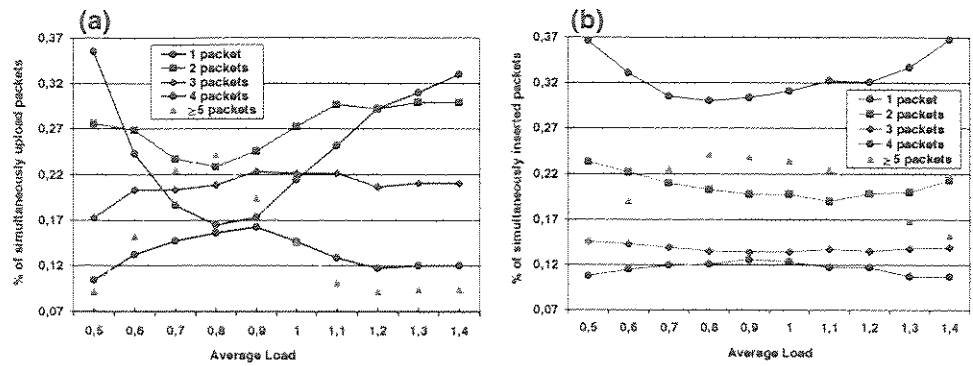 (a)
% of simultaneously upload packets
0,37
0,32
0,27
0,22
0,17
0,12
0,07
1 packet
2 packets
3 packets
4 packets
≥5 packets
0,5 0,6 0,7 0,8 0,9 1 1,1 1,2 1,3 1,4
Average Load
(b)
% of simultaneously inserted packets
0,37
0,32
0,27
0,22
0,17
0,12
0,07
1 packet
2 packets
3 packets
4 packets
≥5 packets
0,5 0,6 0,7 0,8 0,9 1 1,1 1,2 1,3 1,4
Average Load